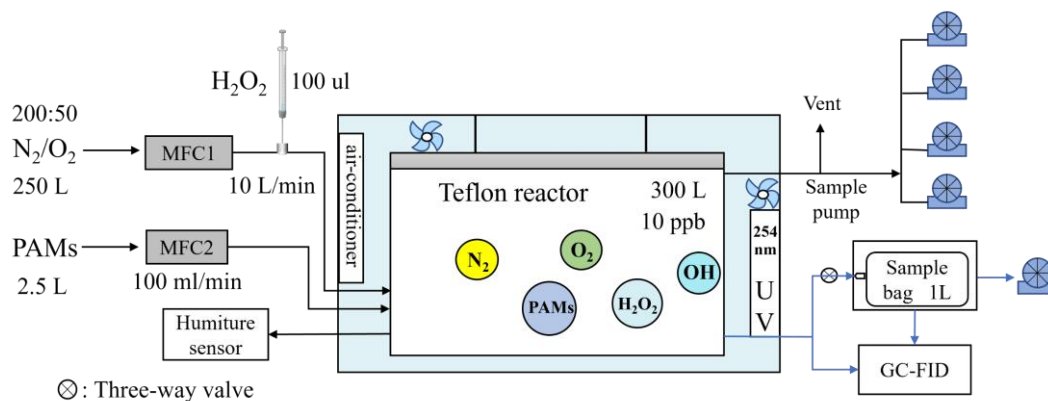 H₂O₂ 100 ul
200:50
N₂/O₂
250 L
MFC1
10 L/min
PAMs
2.5 L
MFC2
100 ml/min
Humiture
sensor
⊗: Three-way valve
air-conditioner
Teflon reactor
300 L
10 ppb
N₂
O₂
OH
PAMs
H₂O₂
254
nm
U
V
Vent
Sample
pump
Sample
bag 1L
GC-FID